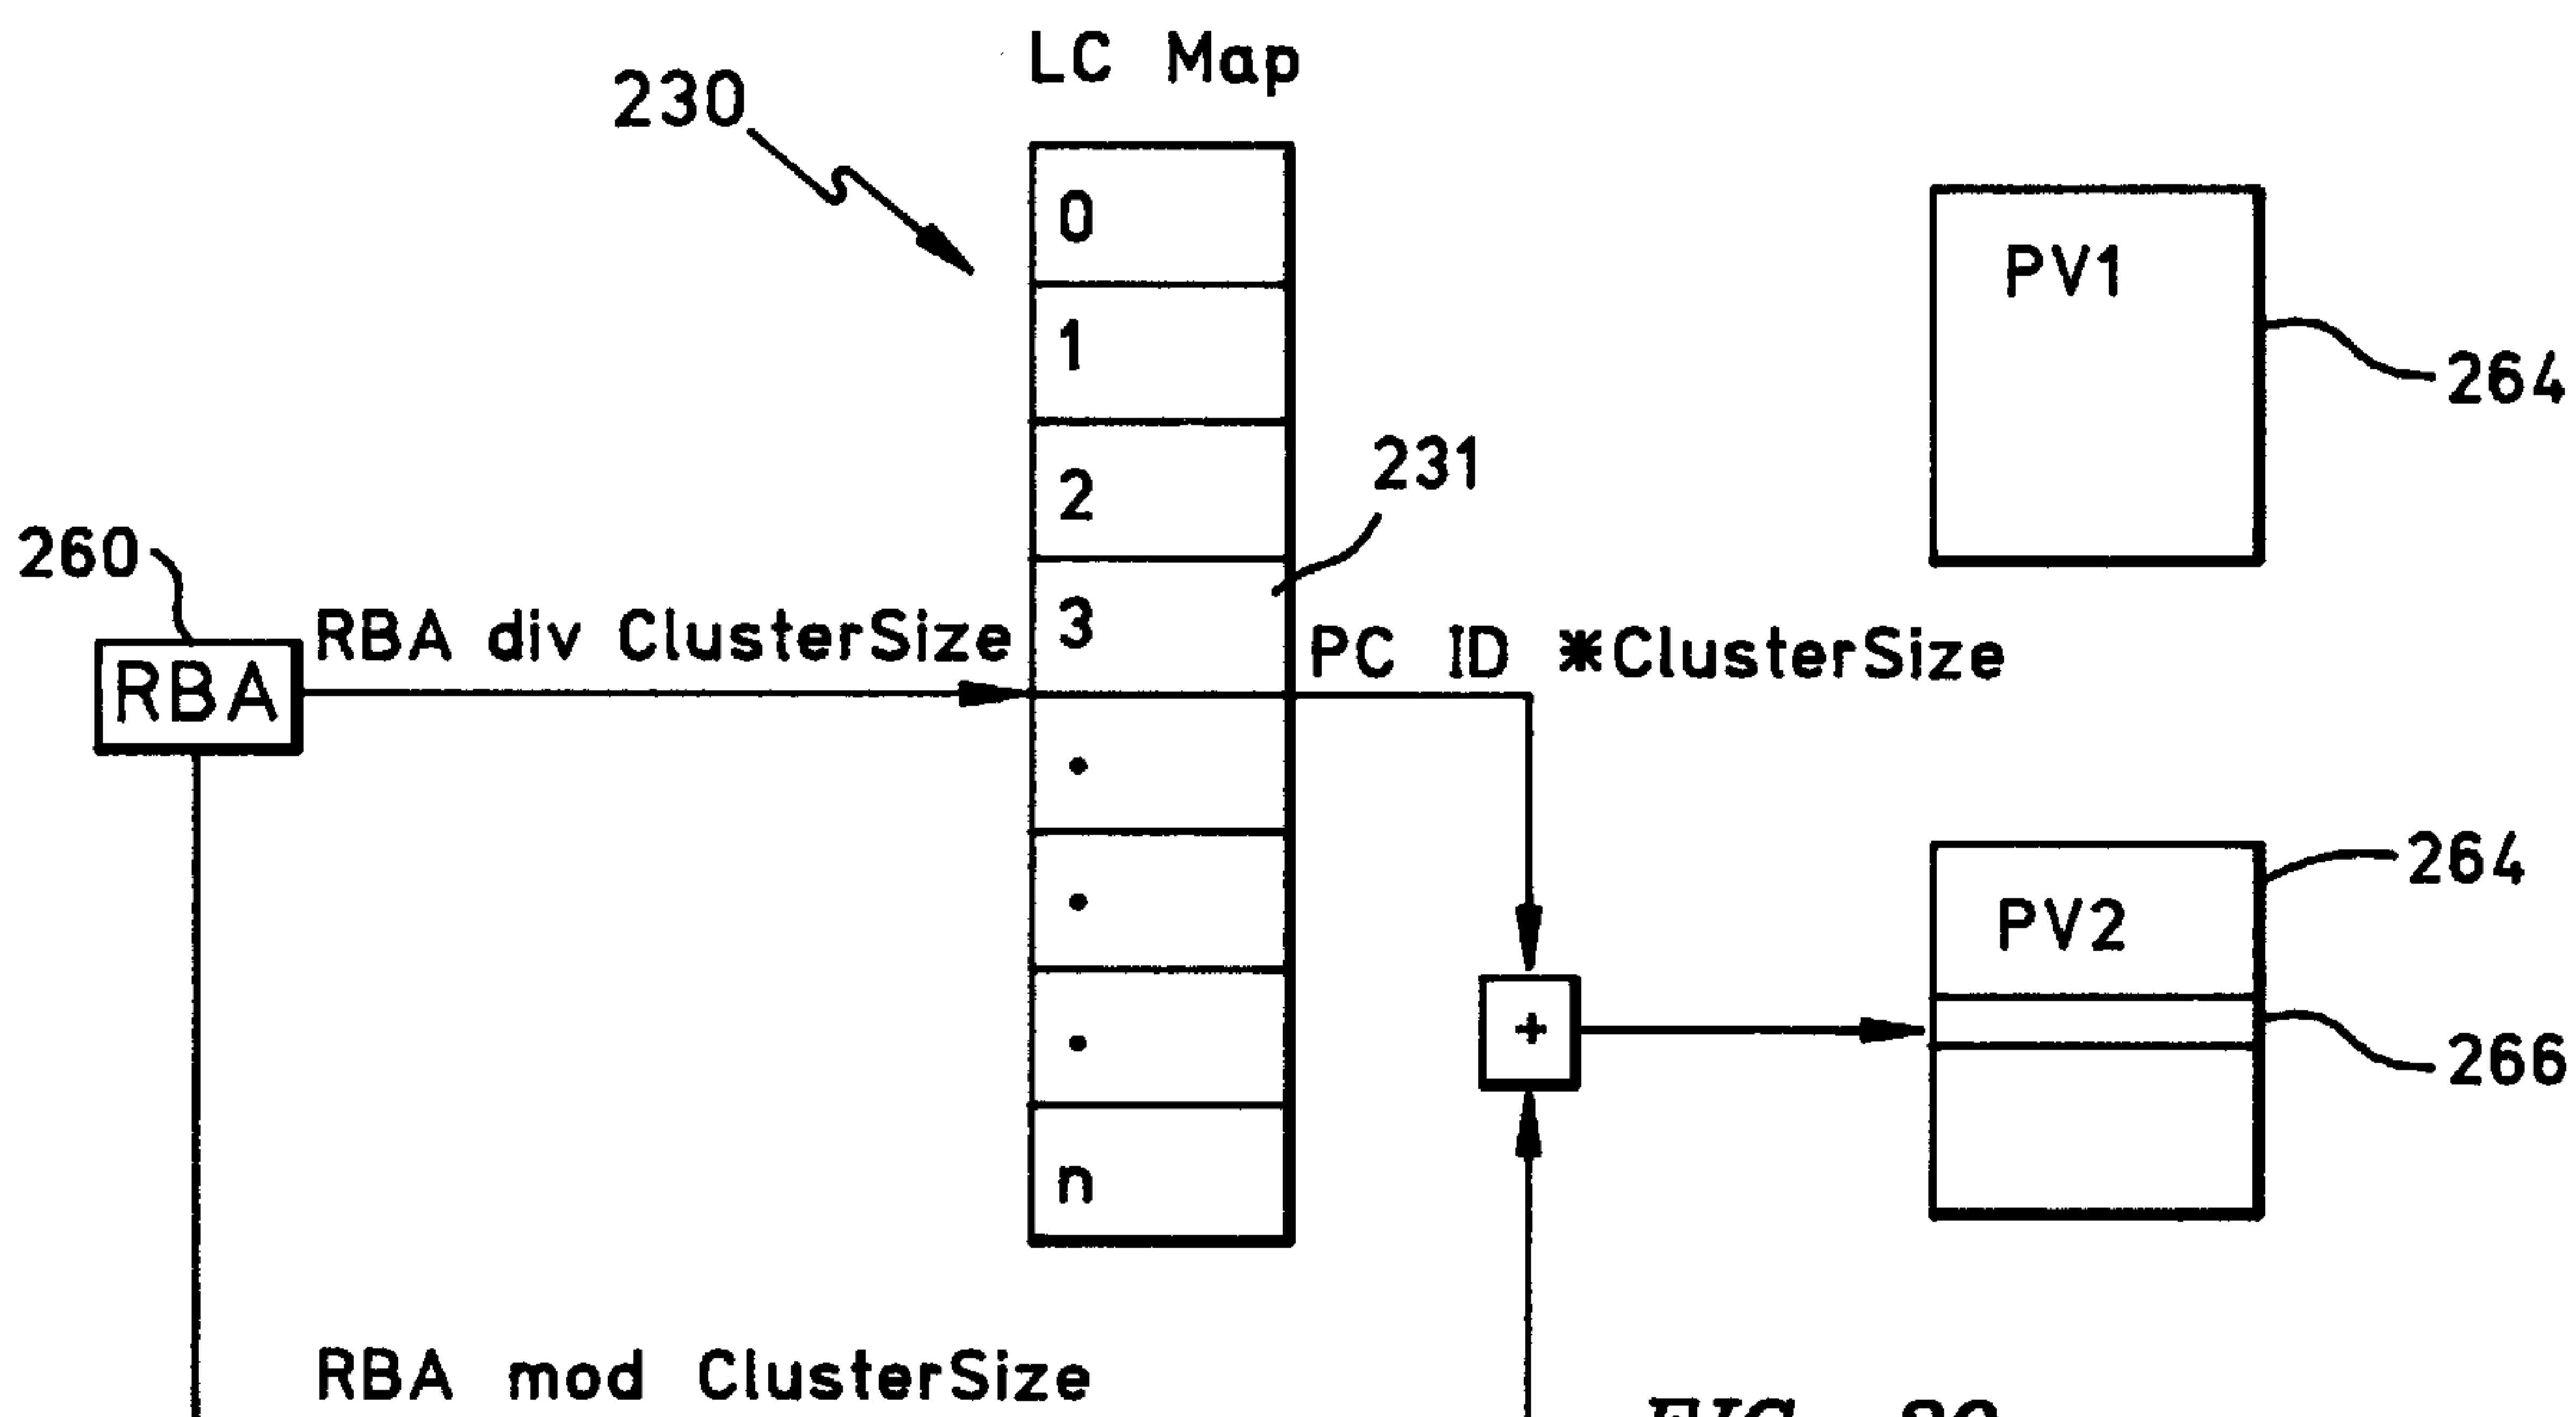 LC Map
230
0
PV1
1
264
2
231
260
3
RBA div ClusterSize
PC ID *ClusterSize
RBA
•
264
•
PV2
+
266
•
n
RBA mod ClusterSize